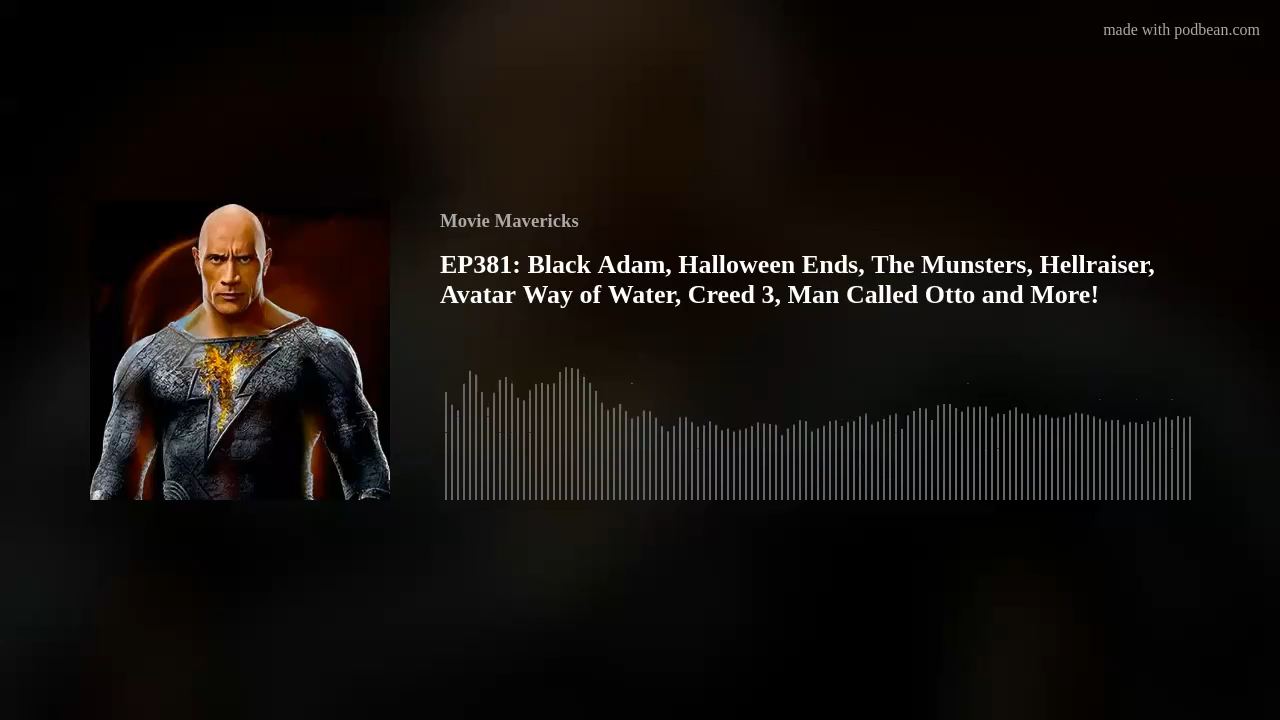 made with podbean.com
Movie Mavericks
EP381: Black Adam, Halloween Ends, The Munsters, Hellraiser,
Avatar Way of Water, Creed 3, Man Called Otto and More!